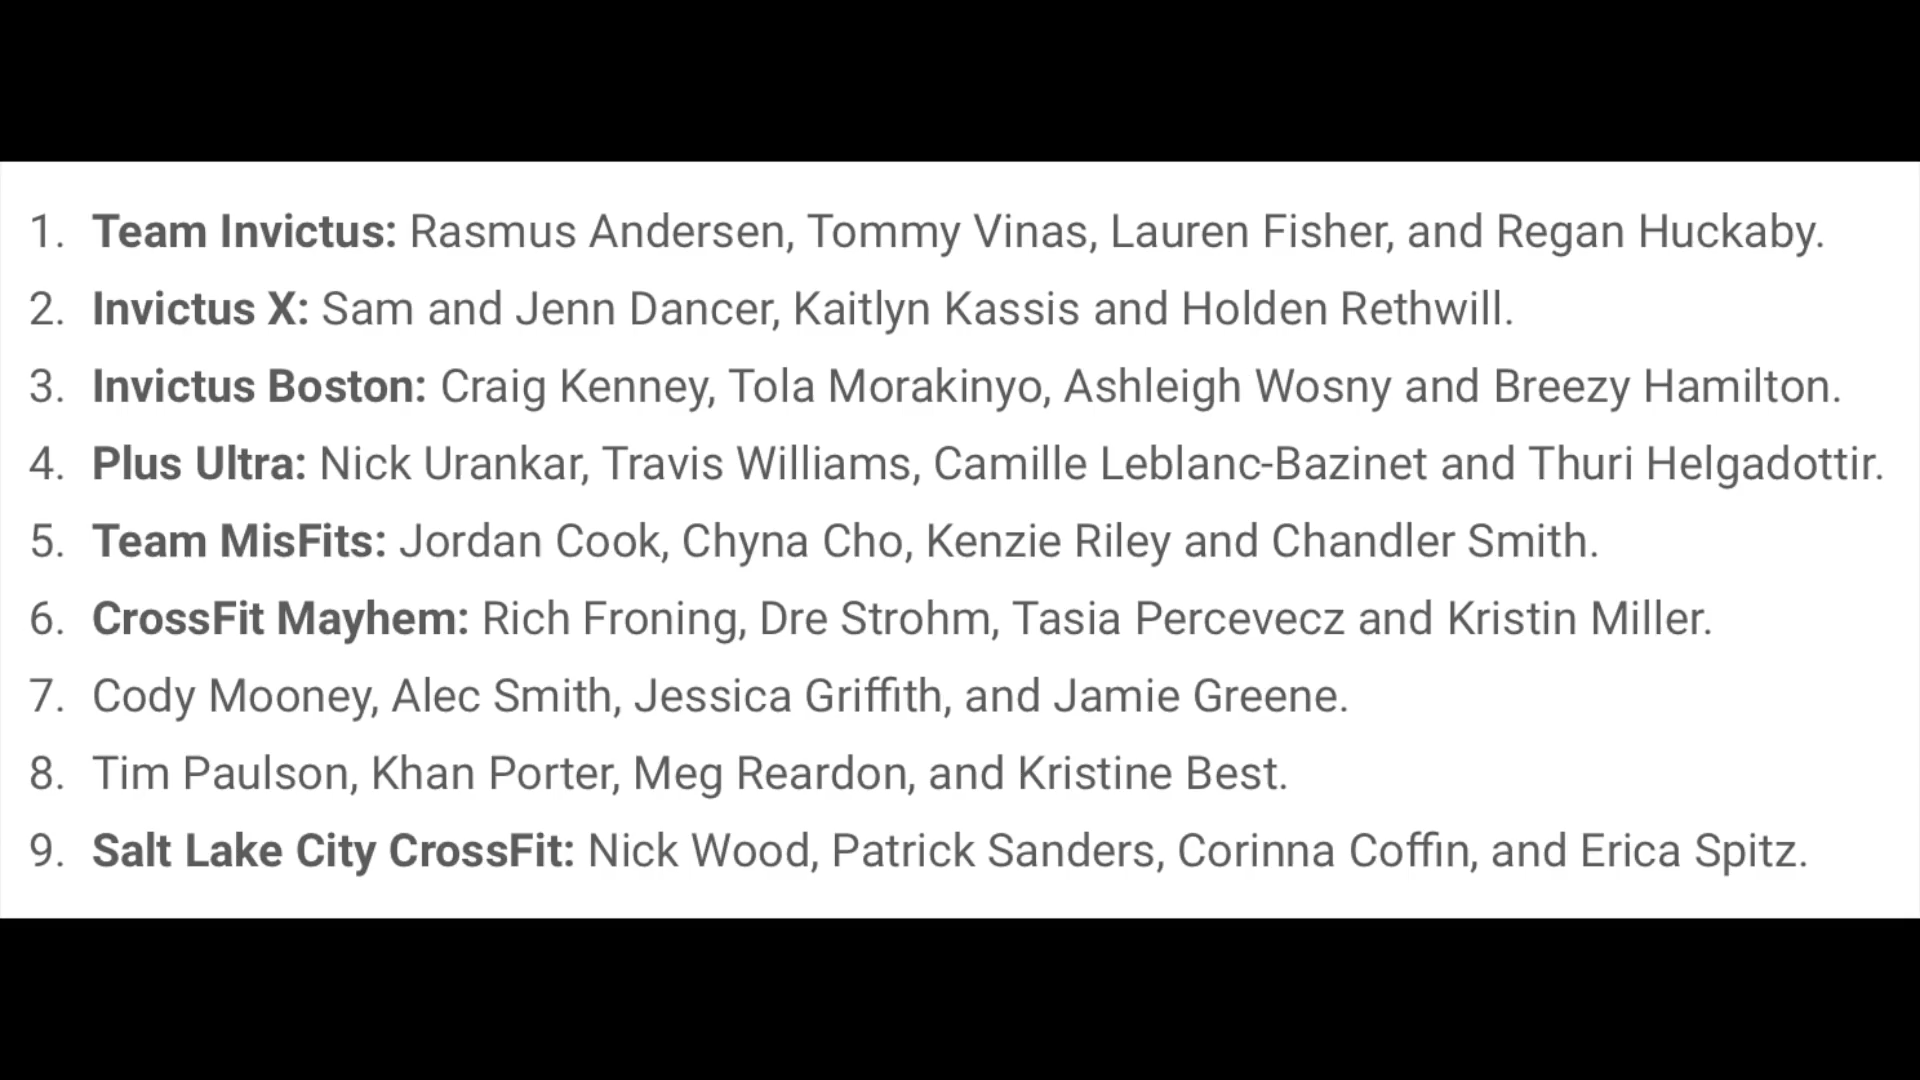 1. Team Invictus: Rasmus Andersen, Tommy Vinas, Lauren Fisher, and Regan Huckaby.
2. Invictus X: Sam and Jenn Dancer, Kaitlyn Kassis and Holden Rethwill.
3. Invictus Boston: Craig Kenney, Tola Morakinyo, Ashleigh Wosny and Breezy Hamilton.
4. Plus Ultra: Nick Urankar, Travis Williams, Camille Leblanc-Bazinet and Thuri Helgadottir.
5. Team MisFits: Jordan Cook, Chyna Cho, Kenzie Riley and Chandler Smith.
6. CrossFit Mayhem: Rich Froning, Dre Strohm, Tasia Percevecz and Kristin Miller.
7. Cody Mooney, Alec Smith, Jessica Griffith, and Jamie Greene.
8. Tim Paulson, Khan Porter, Meg Reardon, and Kristine Best.
9. Salt Lake City CrossFit: Nick Wood, Patrick Sanders, Corinna Coffin, and Erica Spitz.